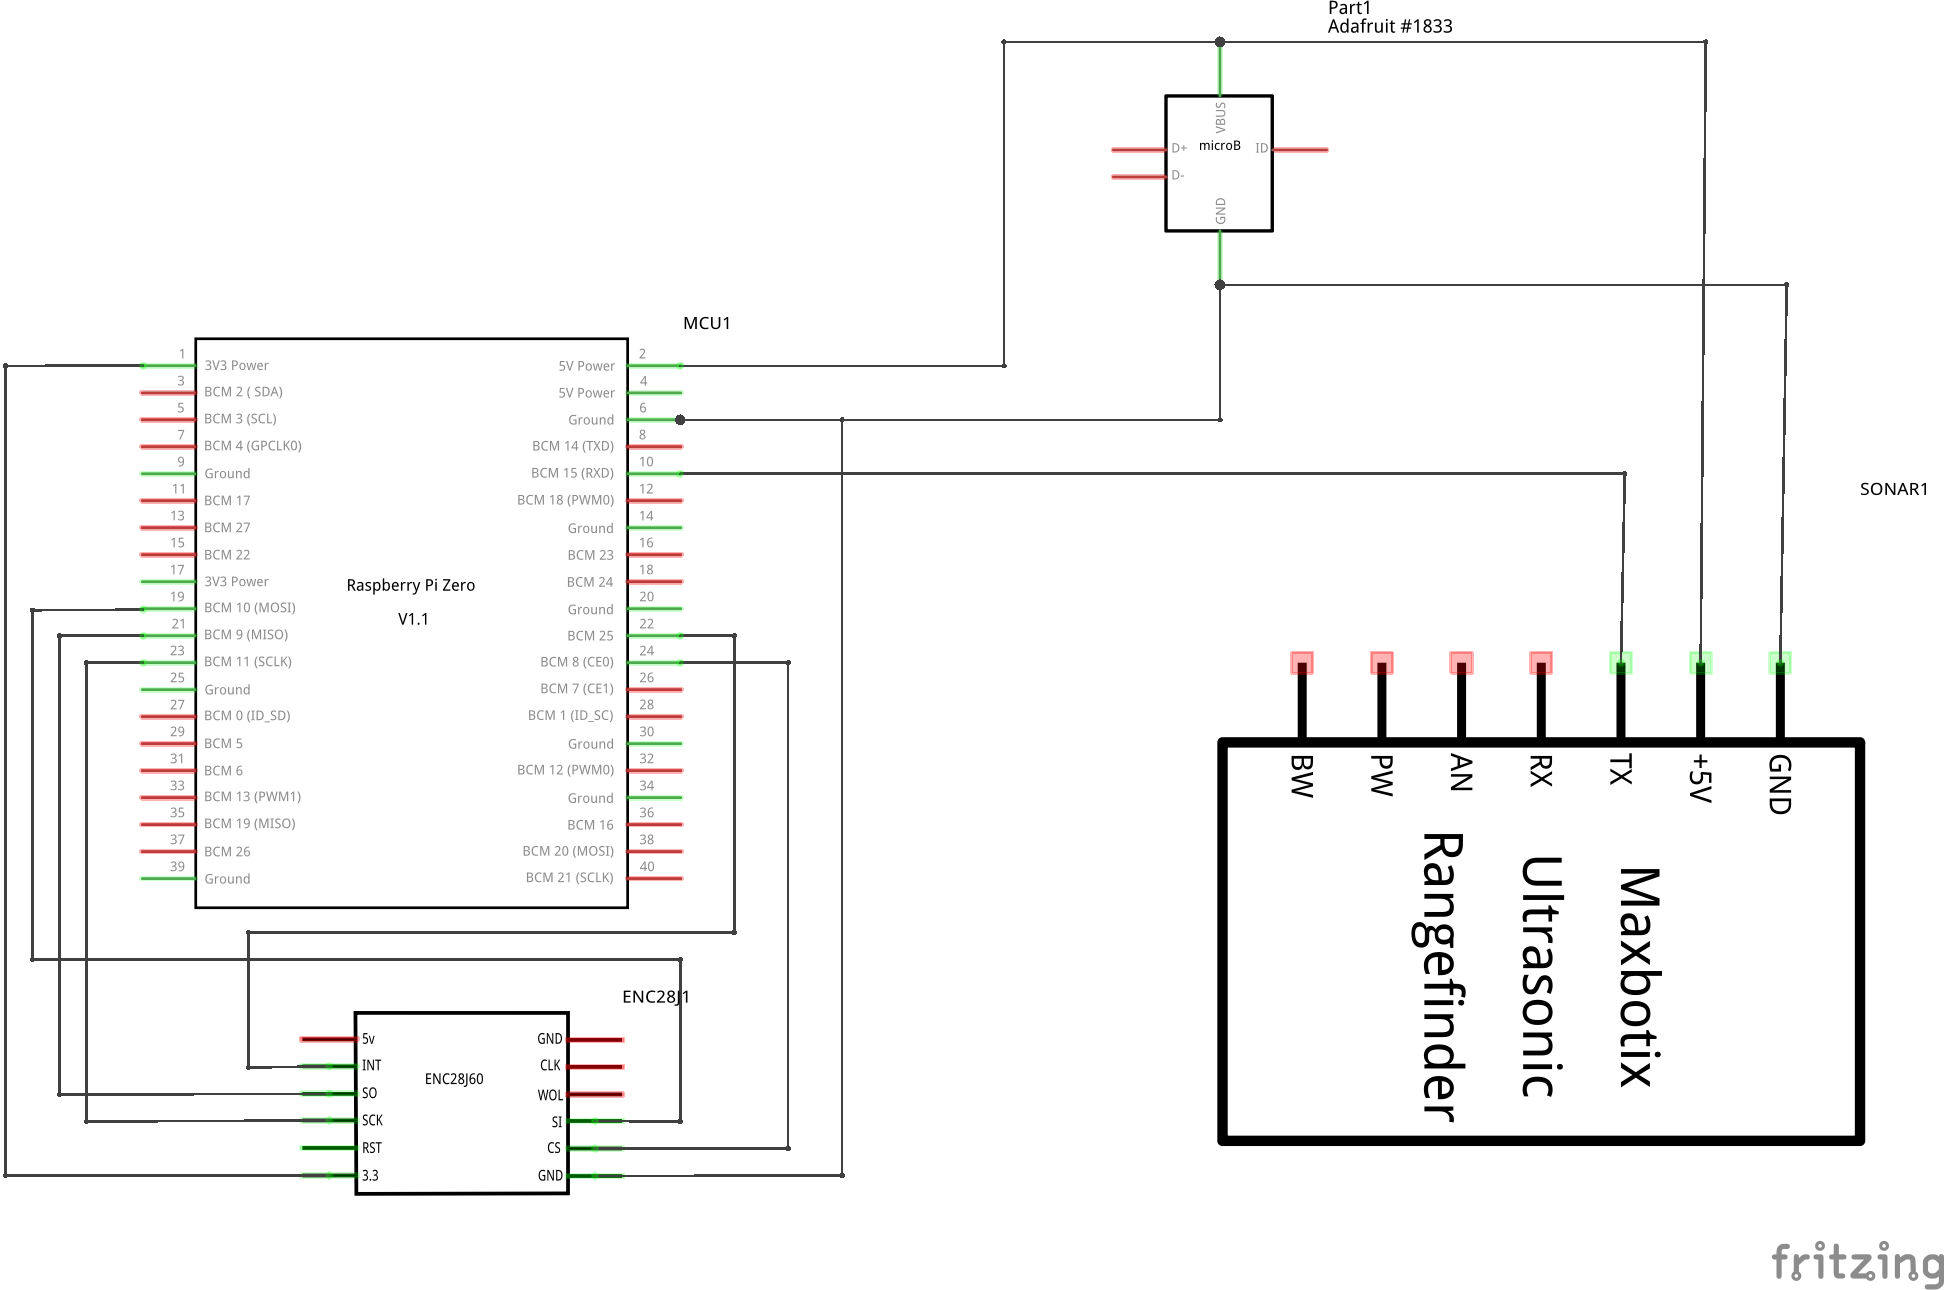 Part1
Adafruit #1833
VBUS
D+
microB
ID
D-
GND
MCU1
1
3V3 Power
3
BCM 2 ( SDA)
5
BCM 3 (SCL)
7
BCM 4 (GPCLK0)
9
Ground
11
BCM 17
13
BCM 27
15
BCM 22
17
3V3 Power
19
BCM 10 (MOSI)
21
BCM 9 (MISO)
23
BCM 11 (SCLK)
25
Ground
27
BCM 0 (ID_SD)
29
BCM 5
31
BCM 6
33
BCM 13 (PWM1)
35
BCM 19 (MISO)
37
BCM 26
39
Ground
Raspberry Pi Zero
V1.1
2
5V Power
4
5V Power
6
Ground
8
BCM 14 (TXD)
10
BCM 15 (RXD)
12
BCM 18 (PWM0)
14
Ground
16
BCM 23
18
BCM 24
20
Ground
22
BCM 25
24
BCM 8 (CE0)
26
BCM 7 (CE1)
28
BCM 1 (ID_SC)
30
Ground
32
BCM 12 (PWM0)
34
Ground
36
BCM 16
38
BCM 20 (MOSI)
40
BCM 21 (SCLK)
SONAR1
BW
PW
AN
RX
TX
+5V
GND
Maxbotix
Ultrasonic
Rangefinder
ENC28J1
ENC28J60
5v
INT
SO
SCK
RST
3.3
GND
CLK
WOL
SI
CS
GND
fritzing